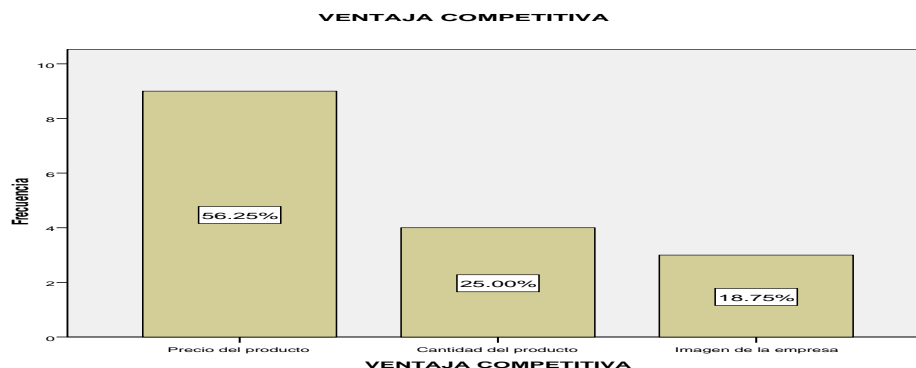 VENTAJA COMPETITIVA
10
8
6
4
2
0
Frecuencia
56.25%
25.00%
18.75%
Precio del producto
Cantidad del producto
Imagen de la empresa
VENTAJA COMPETITIVA